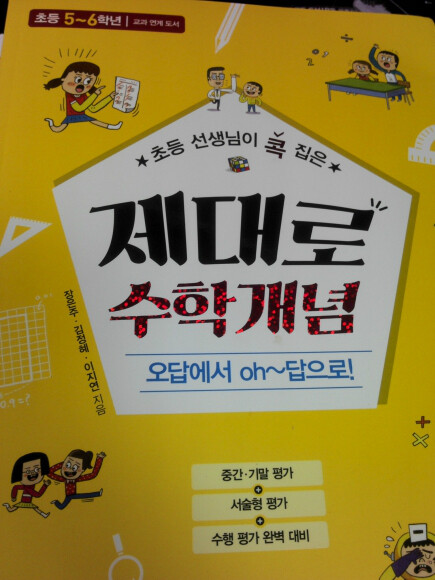 초등 5~6학년 | 교과 연계 도서
★초등 선생님이 콕 집은★
제대로
수학개념
장은주·김정혜·이지연 지음
오답에서 oh~답으로!
중간·기말 평가
+
서술형 평가
+
수행 평가 완벽 대비
0.9=?